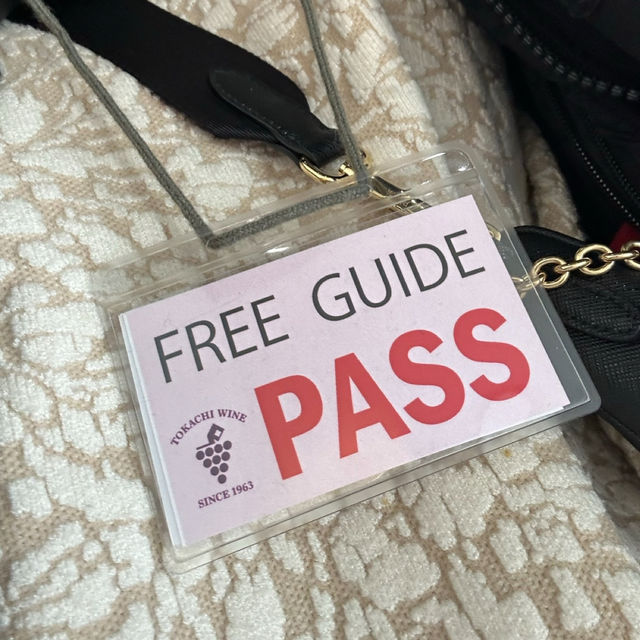 FREE GUIDE
PASS
TOKACHI WINE
SINCE 1963